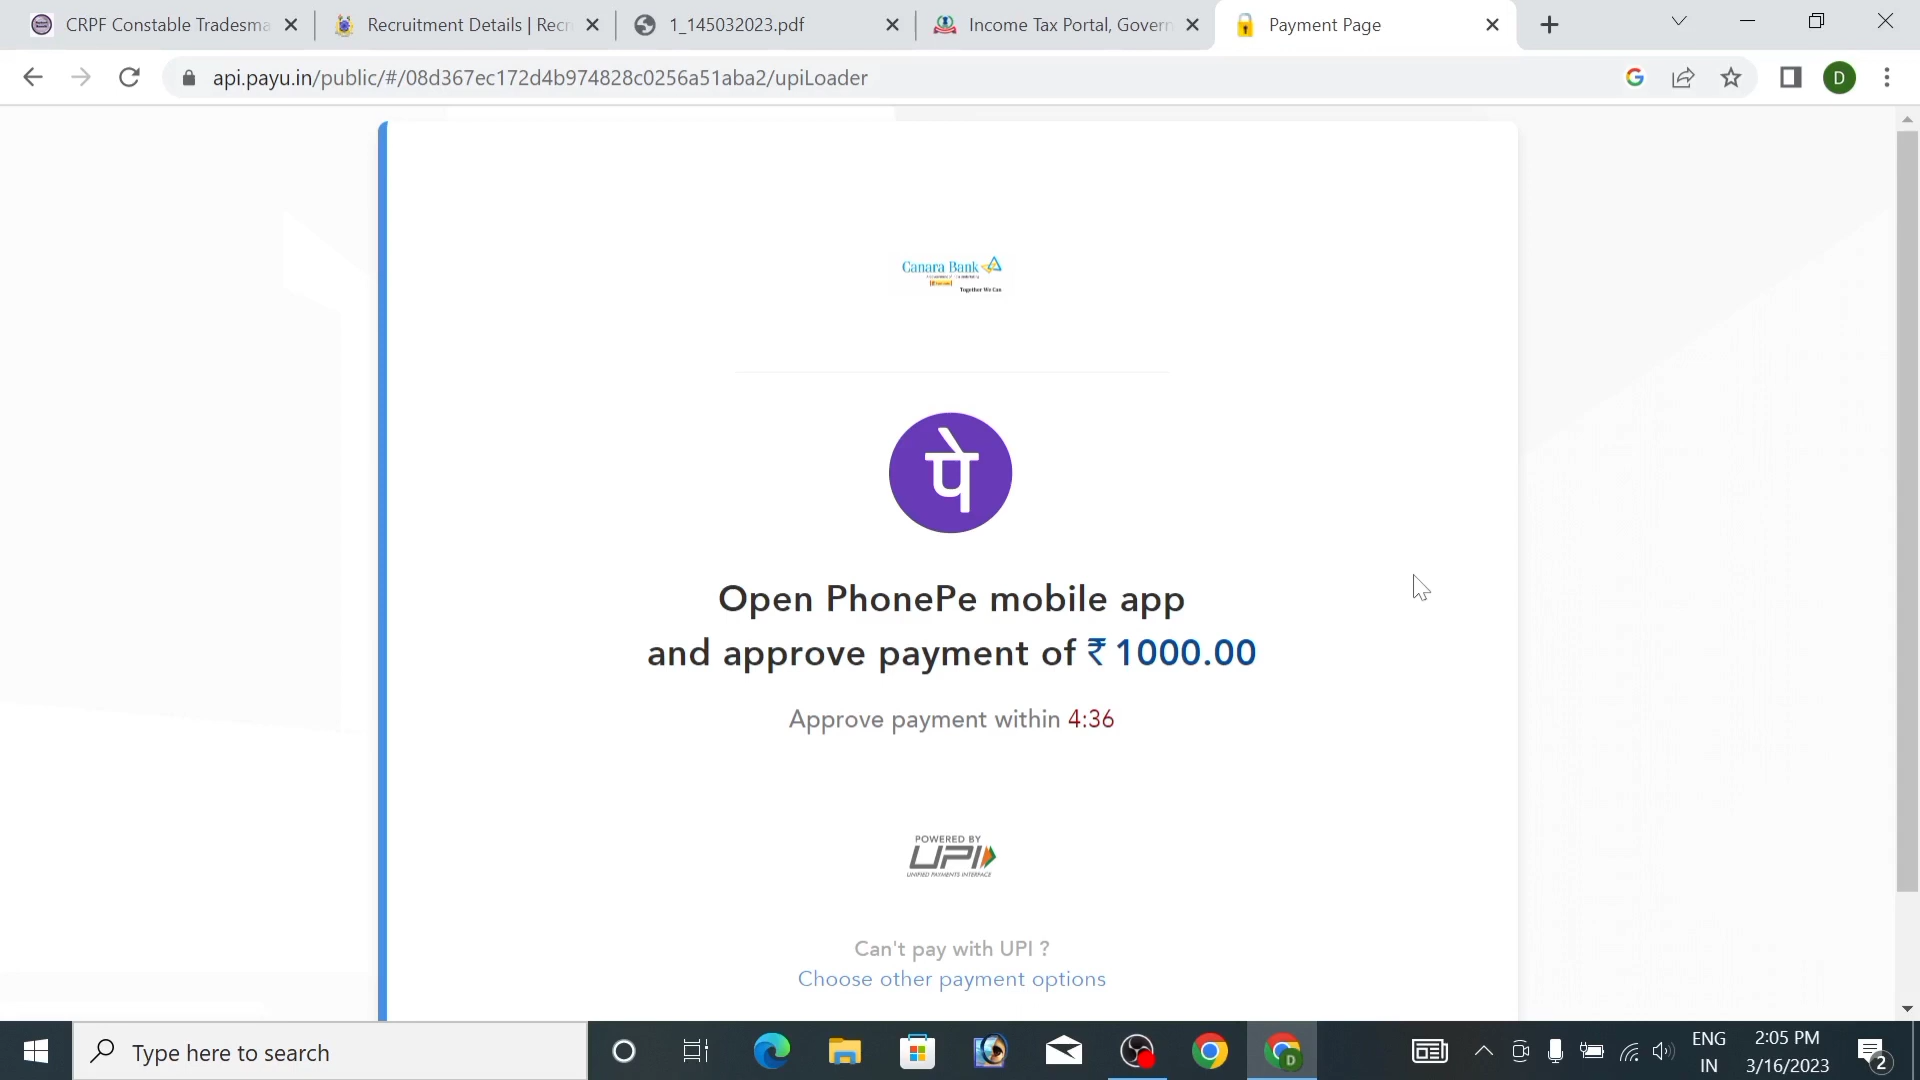 CRPF Constable Tradesma
Recruitment Details | Recr
1_145032023.pdf
Income Tax Portal, Govern
Payment Page
api.payu.in/public/#/08d367ec172d4b974828c0256a51aba2/upiLoader
D
Canara Bank
Together We Can
पे
Open PhonePe mobile app
and approve payment of ₹ 1000.00
Approve payment within 4:36
POWERED BY
UPI
UNIFIED PAYMENTS INTERFACE
Can't pay with UPI ?
Choose other payment options
Type here to search
D
ENG
IN
2:05 PM
3/16/2023
2